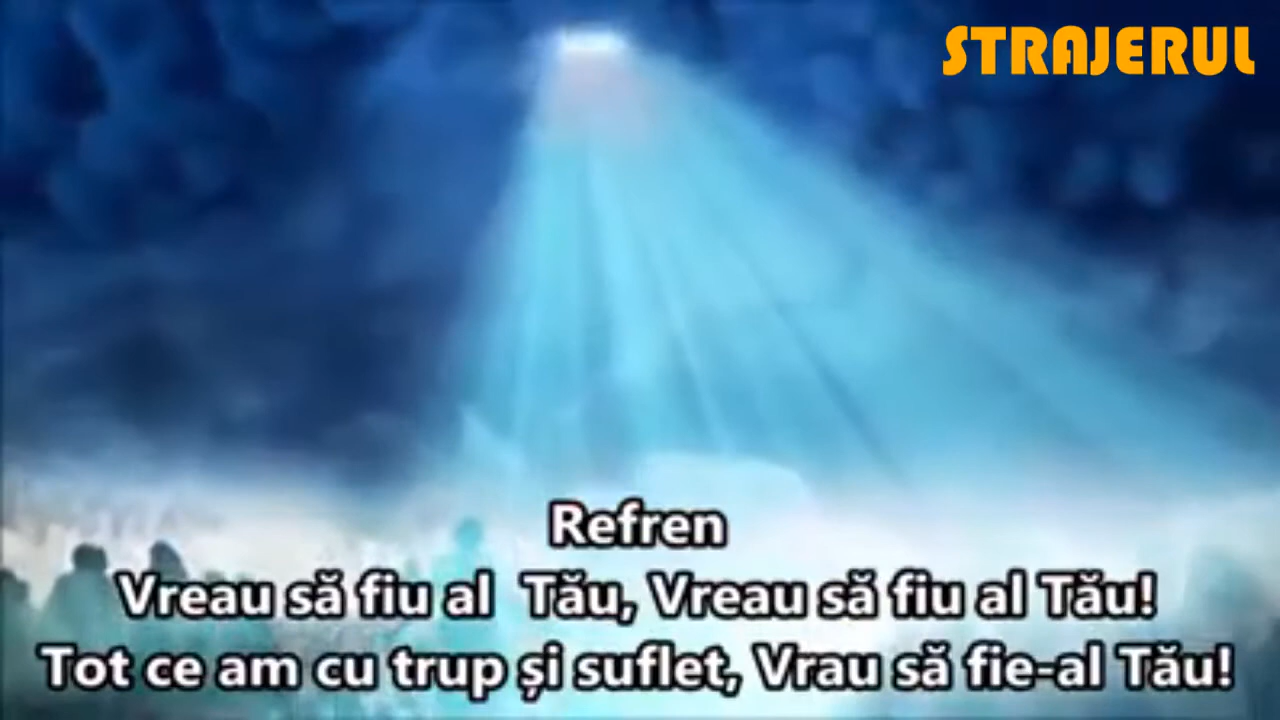 STRAJERUL
Refren
Vreau să fiu al Tău, Vreau să fiu al Tău!
Tot ce am cu trup și suflet, Vrau să fie-al Tău!